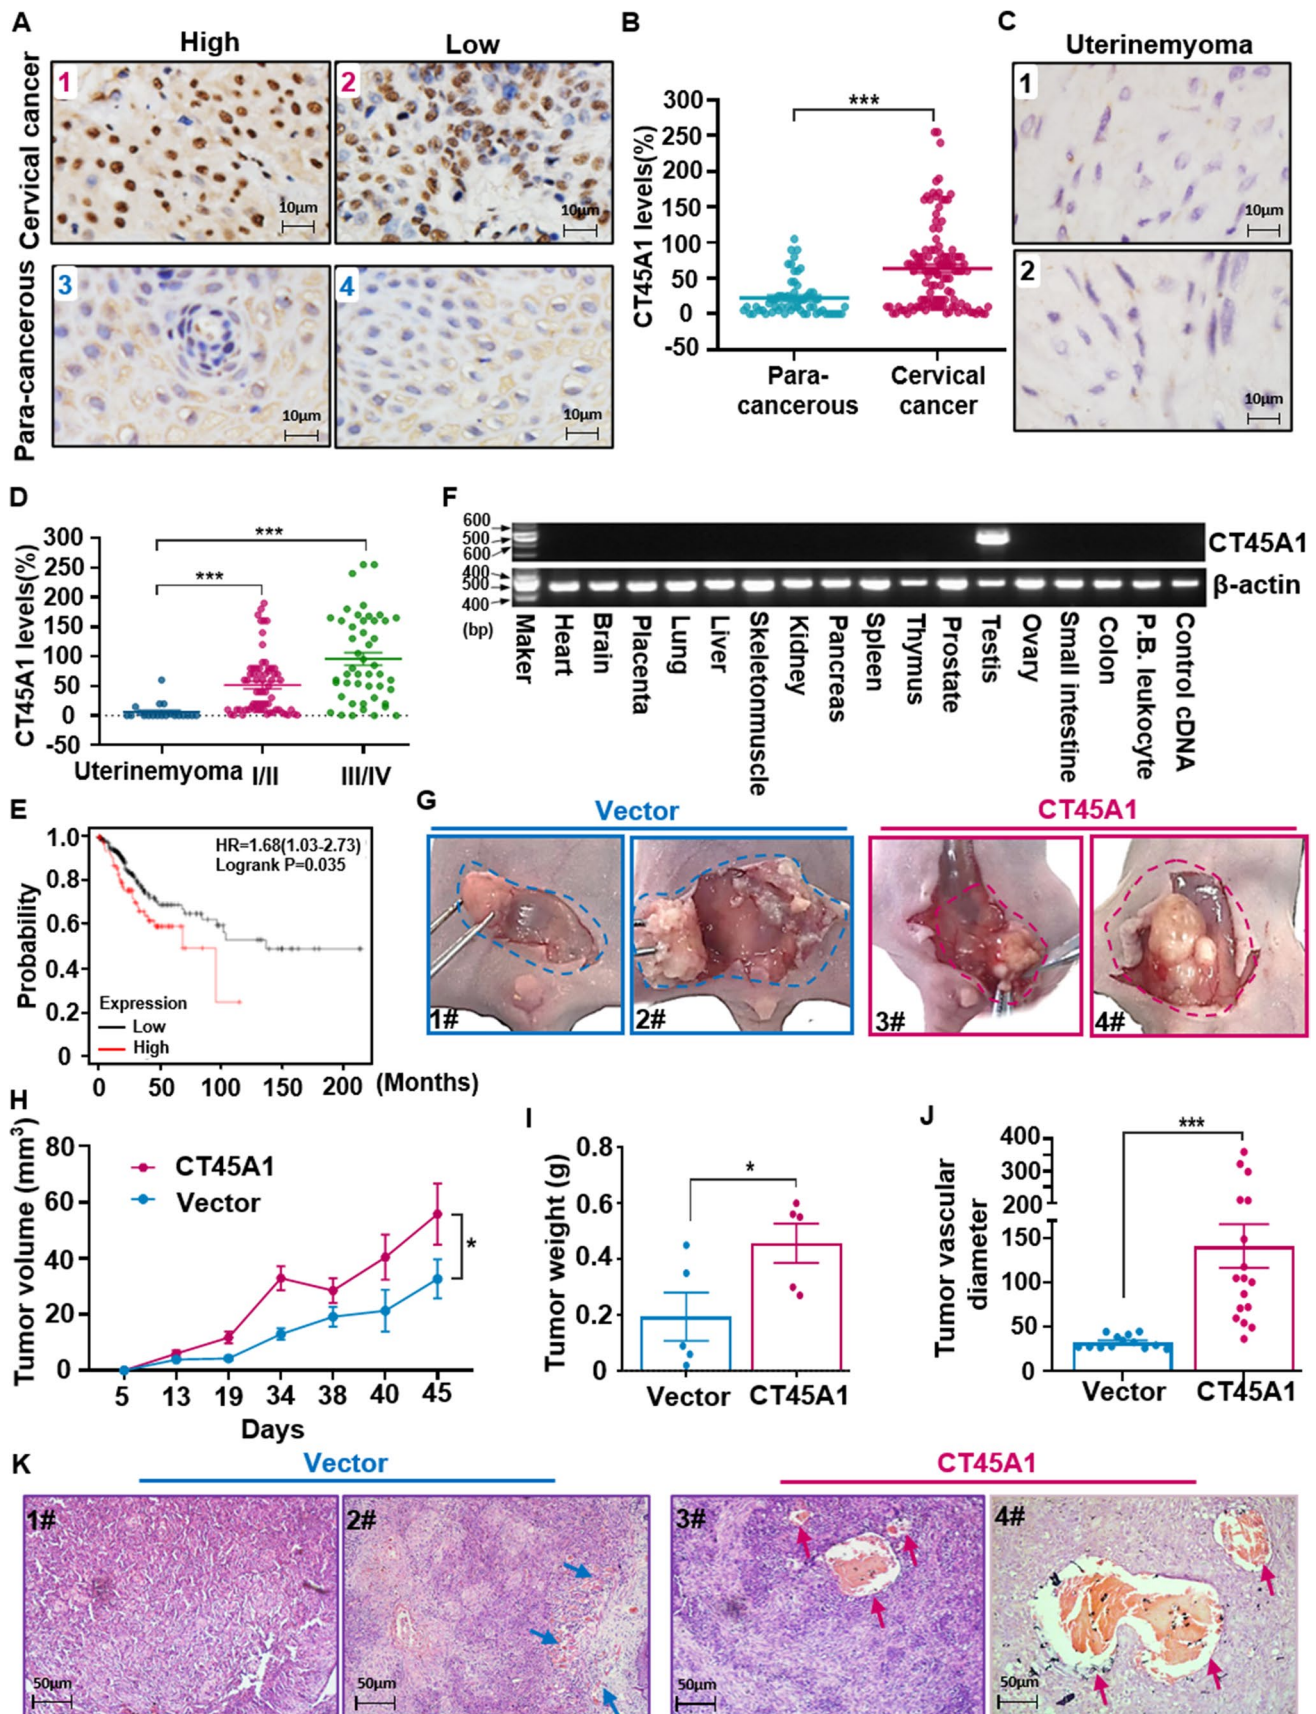 A
High
Low
Cervical cancer
1
10μm
2
10μm
Para-cancerous
3
10μm
4
10μm
B
CT45A1 levels(%)
300
250
200
150
100
50
0
-50
***
Para-
cancerous
Cervical
cancer
C
Uterinemyoma
1
10μm
2
10μm
D
CT45A1 levels(%)
300
250
200
150
100
50
0
-50
***
***
Uterinemyoma
I/II
III/IV
F
600
500
600
CT45A1
400
500
400
β-actin
(bp)
Maker
Heart
Brain
Placenta
Lung
Liver
Skeletonmuscle
Kidney
Pancreas
Spleen
Thymus
Prostate
Testis
Ovary
Small intestine
Colon
P.B. leukocyte
Control cDNA
E
Probability
1.0
0.8
0.6
0.4
0.2
0
HR=1.68(1.03-2.73)
Logrank P=0.035
Expression
Low
High
0 50 100 150 200 (Months)
G
Vector
CT45A1
1#
2#
3#
4#
H
Tumor volume (mm³)
80
60
40
20
0
CT45A1
Vector
*
5 13 19 34 38 40 45
Days
I
Tumor weight (g)
0.8
0.6
0.4
0.2
0
*
Vector CT45A1
J
Tumor vascular
diameter
400
300
200
150
100
50
0
***
Vector CT45A1
K
Vector
CT45A1
1#
50μm
2#
50μm
3#
50μm
4#
50μm